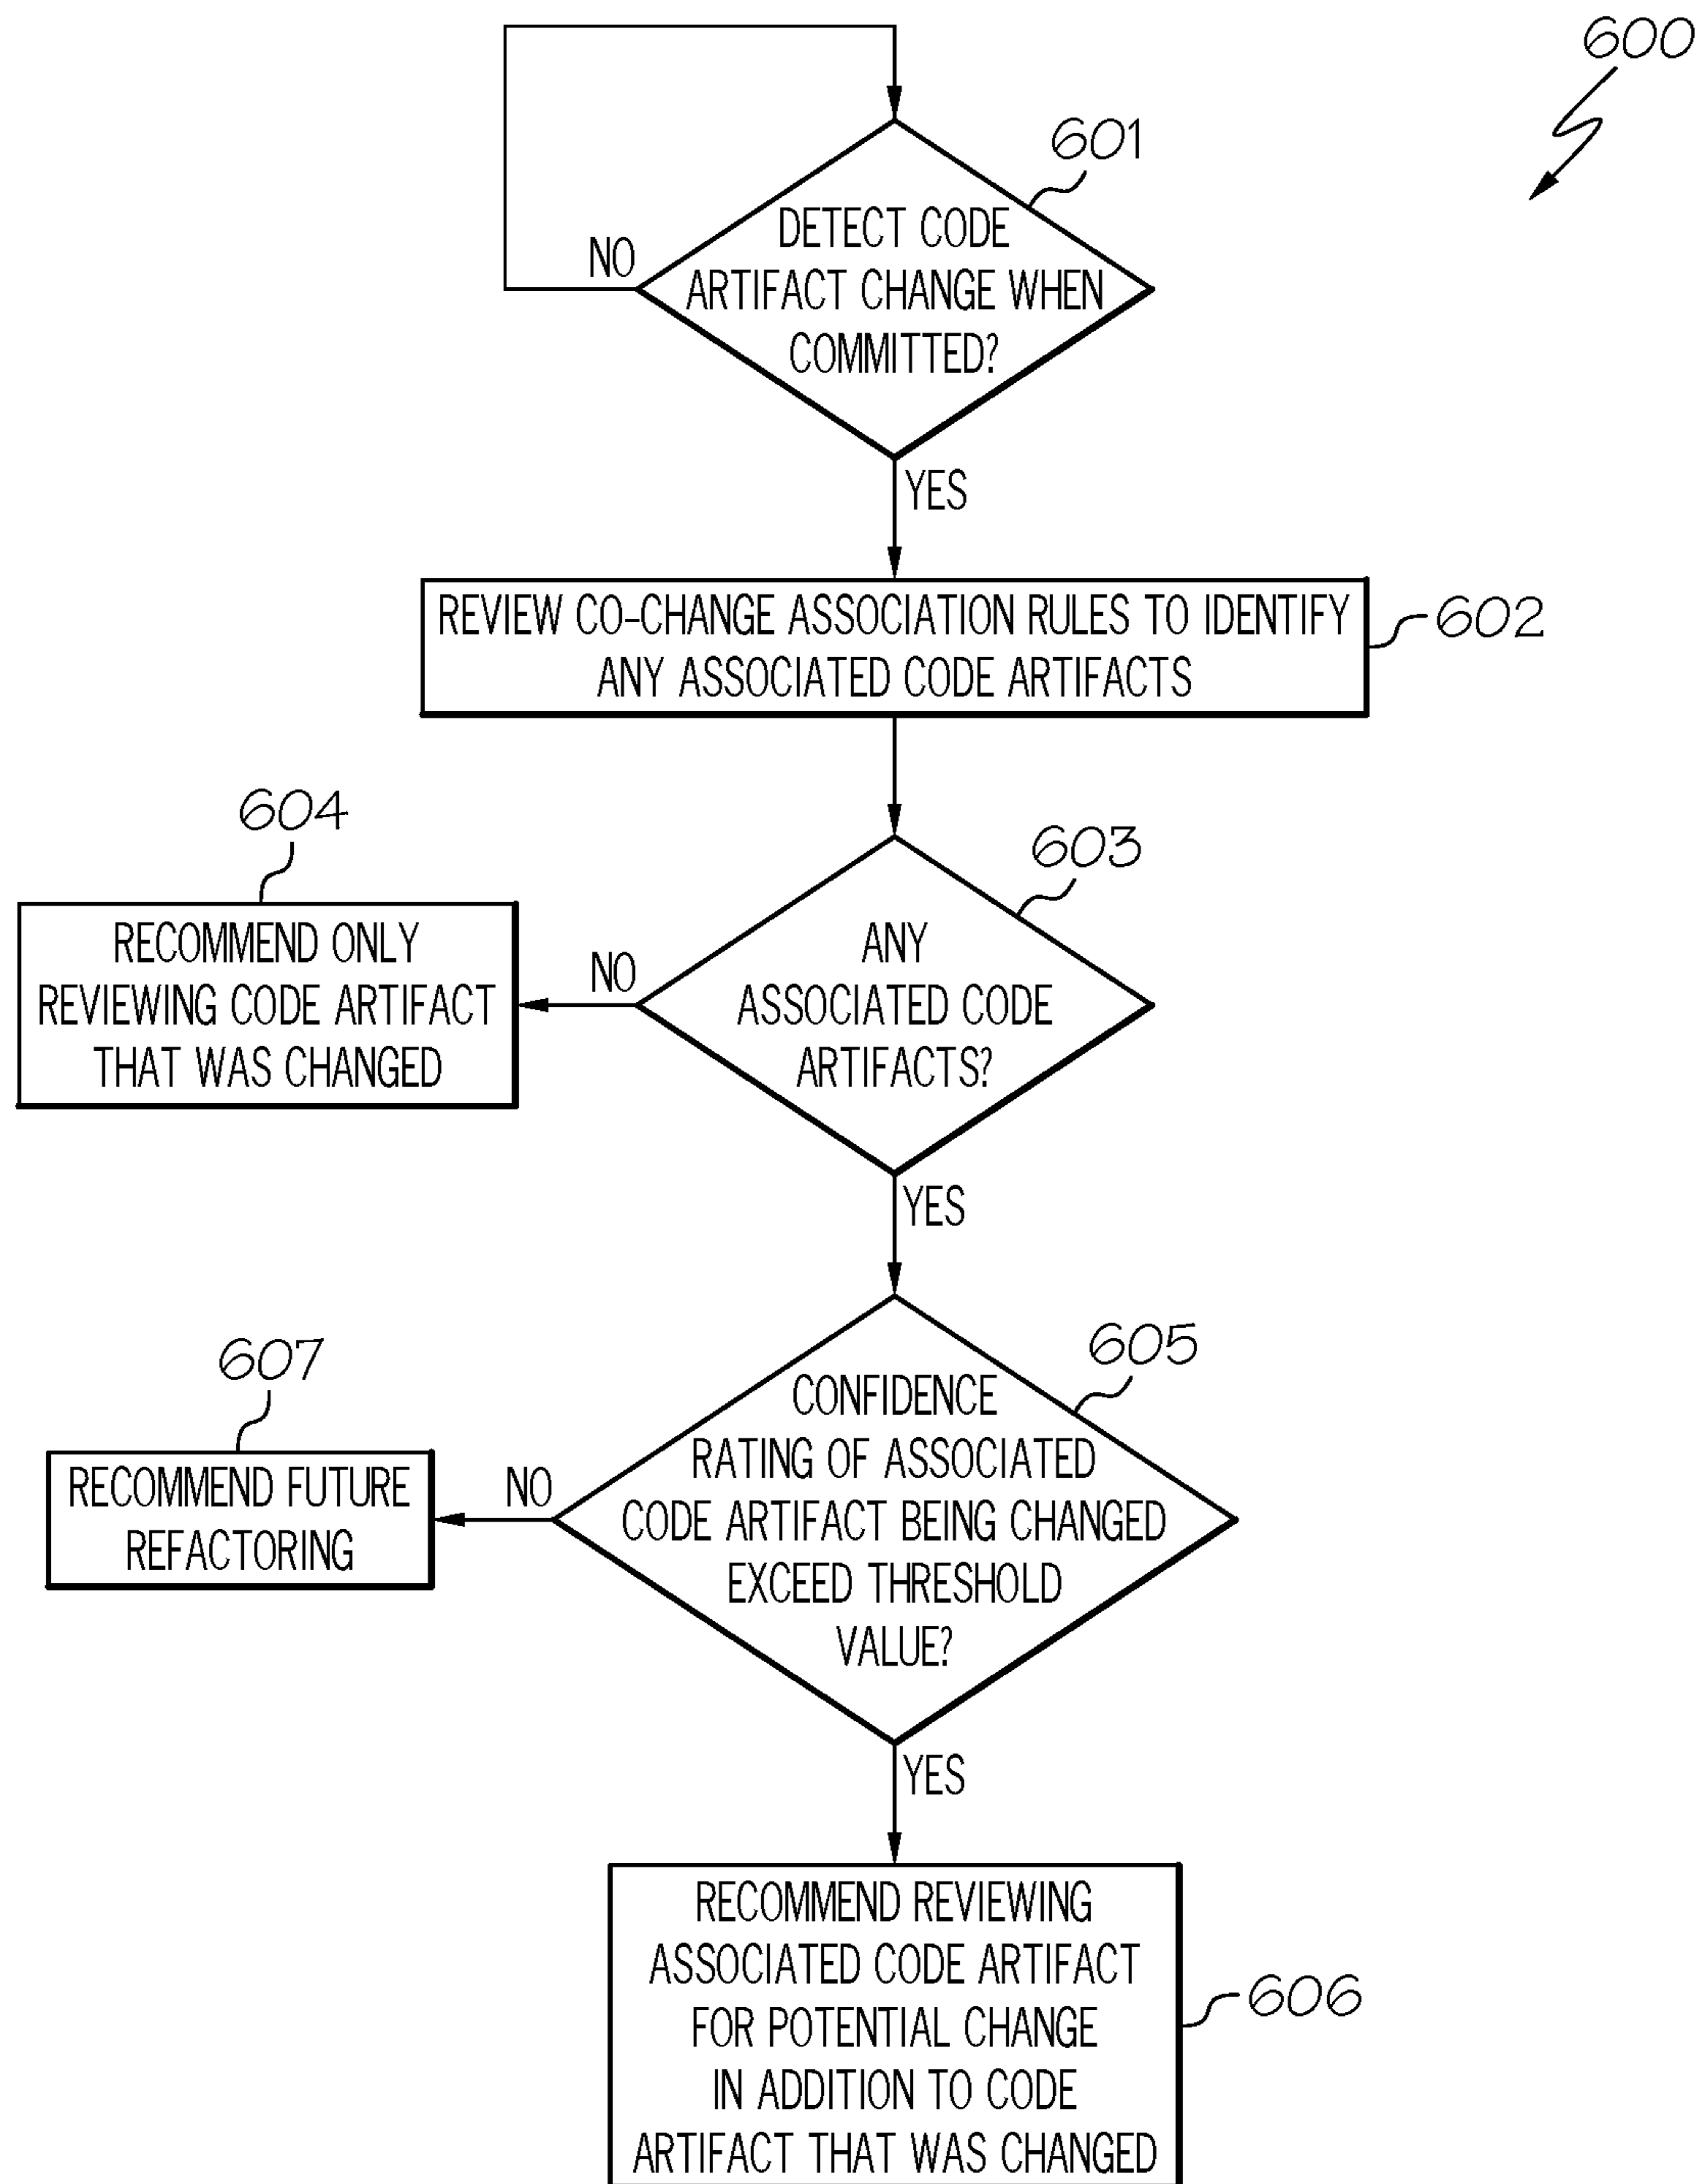 600
601
DETECT CODE
ARTIFACT CHANGE WHEN
COMMITTED?
NO
YES
REVIEW CO-CHANGE ASSOCIATION RULES TO IDENTIFY
ANY ASSOCIATED CODE ARTIFACTS
602
603
ANY
ASSOCIATED CODE
ARTIFACTS?
NO
604
RECOMMEND ONLY
REVIEWING CODE ARTIFACT
THAT WAS CHANGED
YES
605
CONFIDENCE
RATING OF ASSOCIATED
CODE ARTIFACT BEING CHANGED
EXCEED THRESHOLD
VALUE?
NO
607
RECOMMEND FUTURE
REFACTORING
YES
RECOMMEND REVIEWING
ASSOCIATED CODE ARTIFACT
FOR POTENTIAL CHANGE
IN ADDITION TO CODE
ARTIFACT THAT WAS CHANGED
606